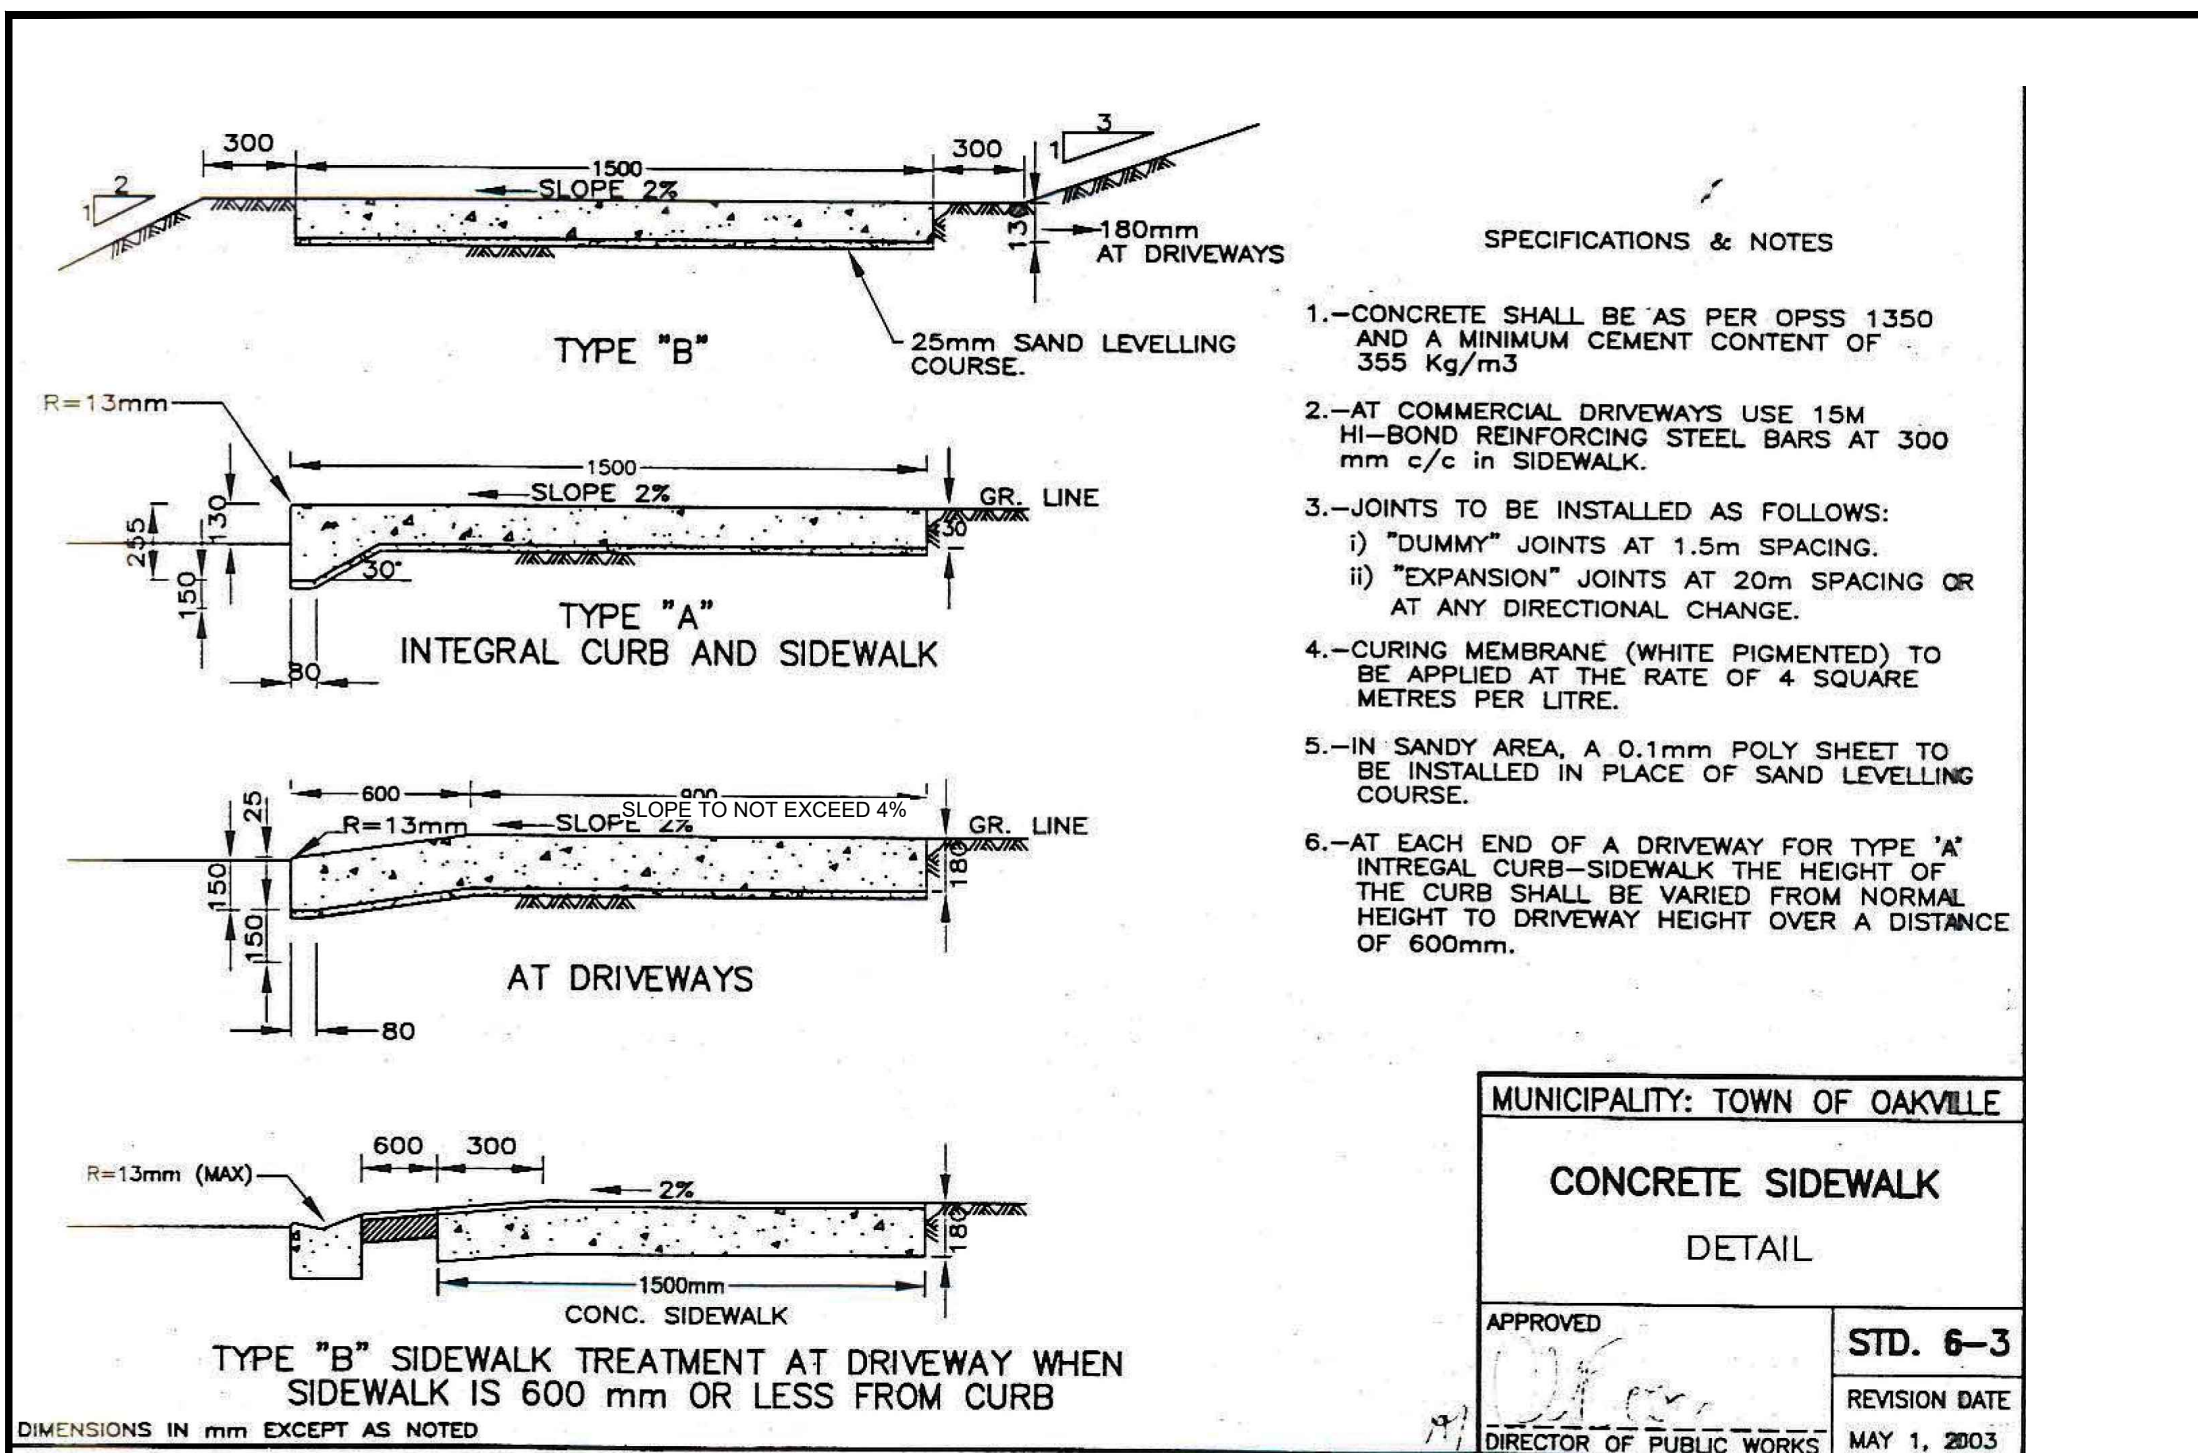 300
1500
300
3
1
2
1
SLOPE 2%
130
180mm
AT DRIVEWAYS
TYPE "B"
25mm SAND LEVELLING
COURSE.
R=13mm
1500
SLOPE 2%
GR. LINE
130
255
150
30°
80
TYPE "A"
INTEGRAL CURB AND SIDEWALK
600
SLOPE TO NOT EXCEED 4%
25
R=13mm
SLOPE 2%
GR. LINE
180
150
150
80
AT DRIVEWAYS
600
300
R=13mm (MAX)
2%
180
1500mm
CONC. SIDEWALK
TYPE "B" SIDEWALK TREATMENT AT DRIVEWAY WHEN
SIDEWALK IS 600 mm OR LESS FROM CURB
DIMENSIONS IN mm EXCEPT AS NOTED
SPECIFICATIONS & NOTES
1.-CONCRETE SHALL BE AS PER OPSS 1350
AND A MINIMUM CEMENT CONTENT OF
355 Kg/m3
2.-AT COMMERCIAL DRIVEWAYS USE 15M
HI-BOND REINFORCING STEEL BARS AT 300
mm c/c in SIDEWALK.
3.-JOINTS TO BE INSTALLED AS FOLLOWS:
i) "DUMMY" JOINTS AT 1.5m SPACING.
ii) "EXPANSION" JOINTS AT 20m SPACING OR
AT ANY DIRECTIONAL CHANGE.
4.-CURING MEMBRANE (WHITE PIGMENTED) TO
BE APPLIED AT THE RATE OF 4 SQUARE
METRES PER LITRE.
5.-IN SANDY AREA, A 0.1mm POLY SHEET TO
BE INSTALLED IN PLACE OF SAND LEVELLING
COURSE.
6.-AT EACH END OF A DRIVEWAY FOR TYPE 'A'
INTREGAL CURB-SIDEWALK THE HEIGHT OF
THE CURB SHALL BE VARIED FROM NORMAL
HEIGHT TO DRIVEWAY HEIGHT OVER A DISTANCE
OF 600mm.
MUNICIPALITY: TOWN OF OAKVILLE
CONCRETE SIDEWALK
DETAIL
APPROVED
DIRECTOR OF PUBLIC WORKS
STD. 6-3
REVISION DATE
MAY 1, 2003